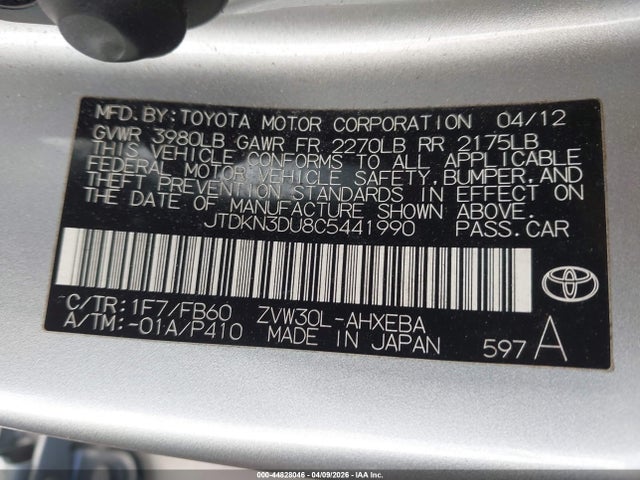 MFD. BY: TOYOTA MOTOR CORPORATION 04/12
GVWR 3980LB GAWR FR 2270LB RR 2175LB
THIS VEHICLE CONFORMS TO ALL APPLICABLE
FEDERAL MOTOR VEHICLE SAFETY, BUMPER, AND
THEFT PREVENTION STANDARDS IN EFFECT ON
THE DATE OF MANUFACTURE SHOWN ABOVE.
JTDKN3DU8C5441990 PASS. CAR
C/TR: 1F7/FB60 ZVW30L-AHXEBA
A/TM: -01A/P410 MADE IN JAPAN 597 A
000-44828046 - 04/09/2026 - IAA Inc.